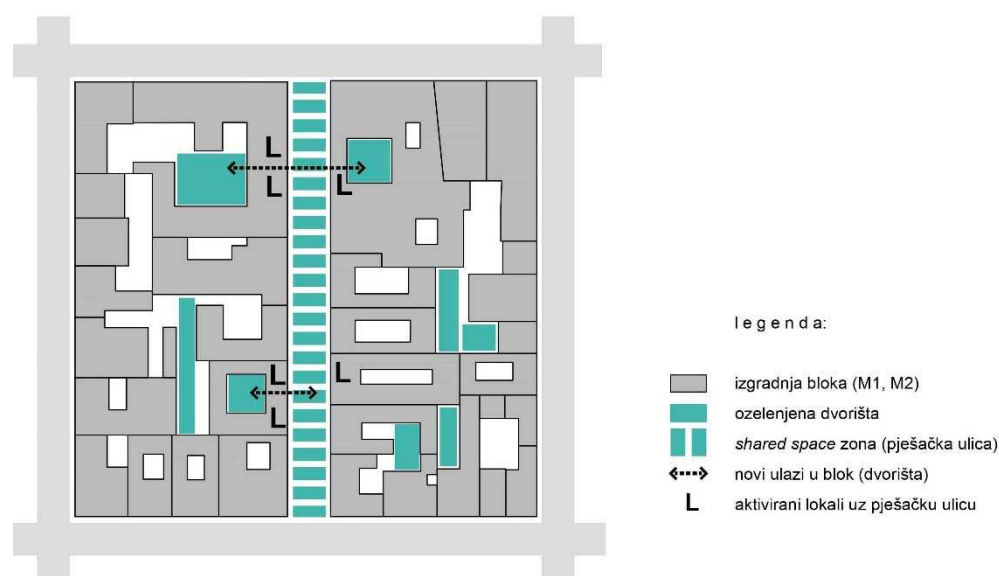 L
L
L
L
L
L
l e g e n d a:
izgradnja bloka (M1, M2)
ozelenjena dvorišta
shared space zona (pješačka ulica)
novi ulazi u blok (dvorišta)
L aktivirani lokali uz pješačku ulicu